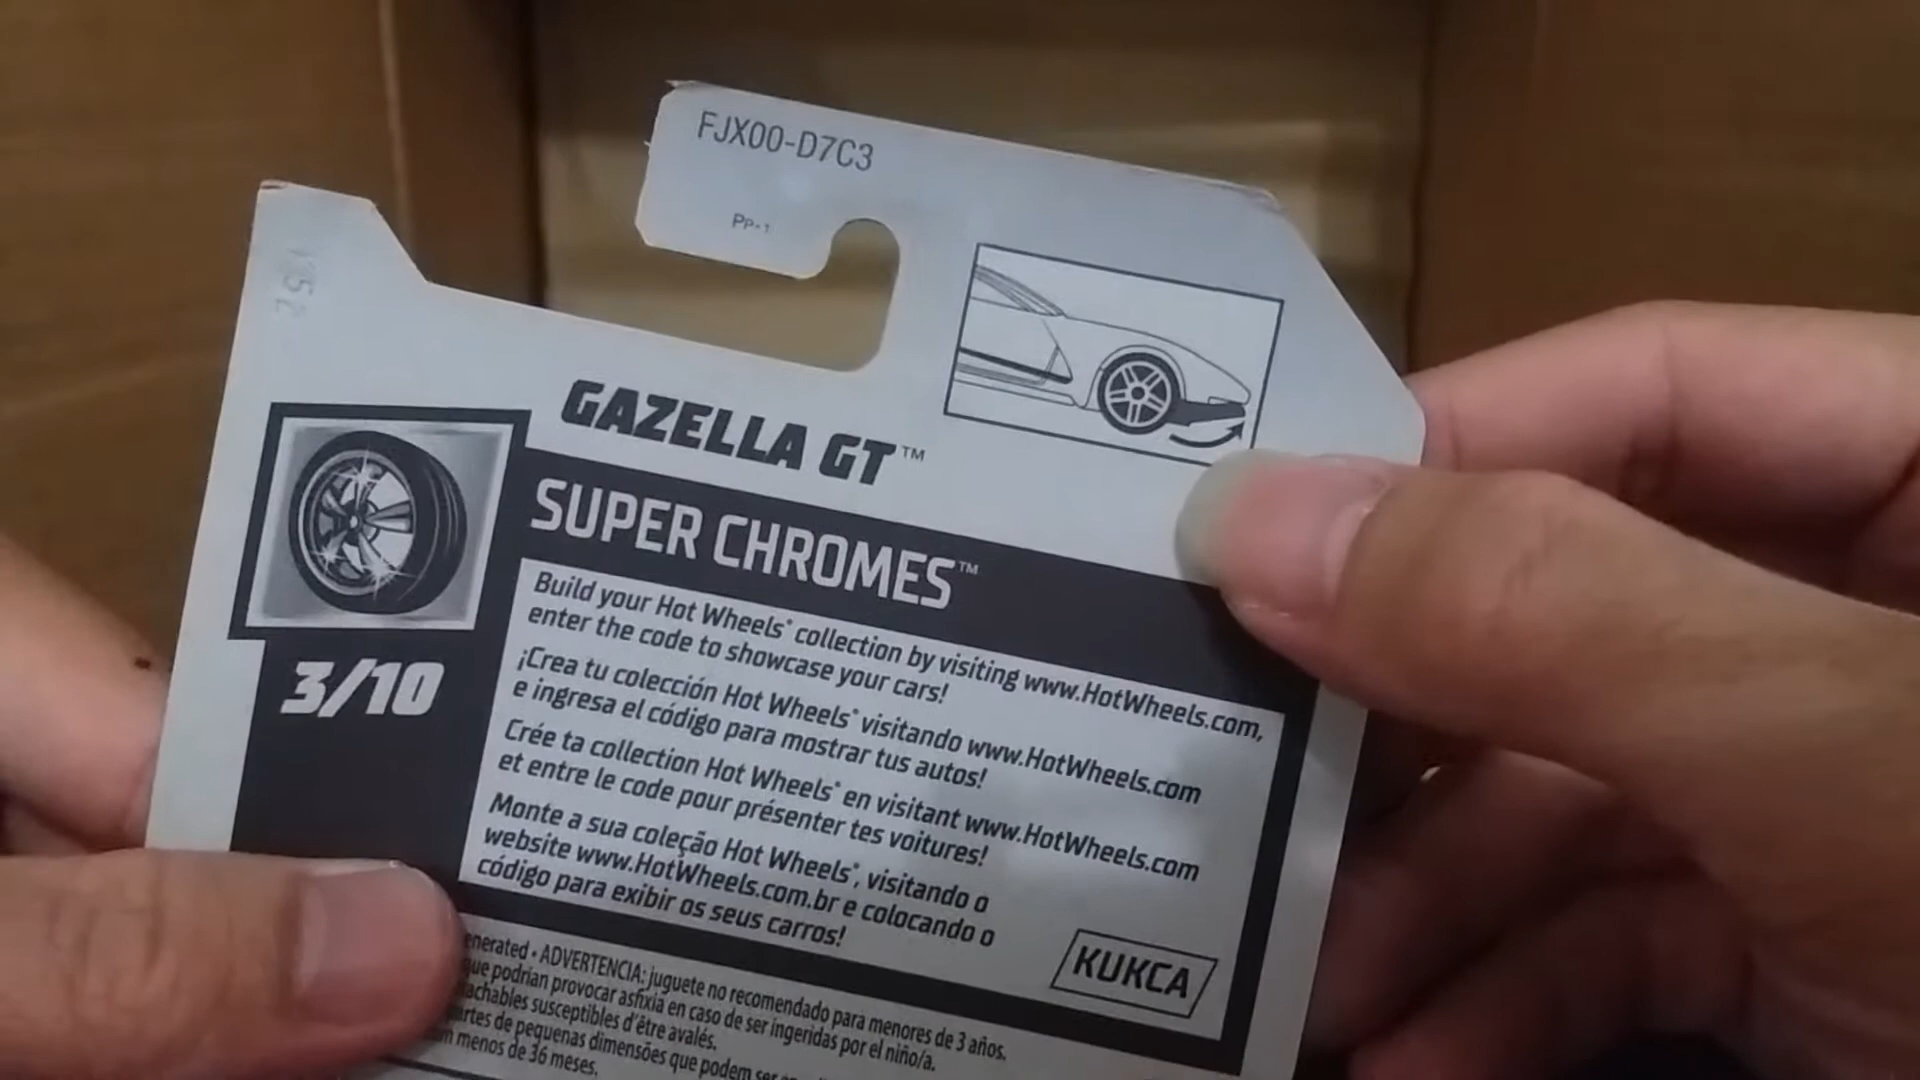 FJX00-D7C3
PP-1
GAZELLA GT™
SUPER CHROMES™
3/10
Build your Hot Wheels® collection by visiting www.HotWheels.com,
enter the code to showcase your cars!
¡Crea tu colección Hot Wheels® visitando www.HotWheels.com
e ingresa el código para mostrar tus autos!
Crée ta collection Hot Wheels® en visitant www.HotWheels.com
et entre le code pour présenter tes voitures!
Monte a sua coleção Hot Wheels®, visitando o
website www.HotWheels.com.br e colocando o
código para exibir os seus carros!
KUKCA
• ADVERTENCIA: juguete no recomendado para menores de 3 años.
que podrían provocar asfixia en caso de ser ingeridas por el niño/a.
susceptibles d'être avalés.
de pequenas dimensões que podem ser
menos de 36 meses.